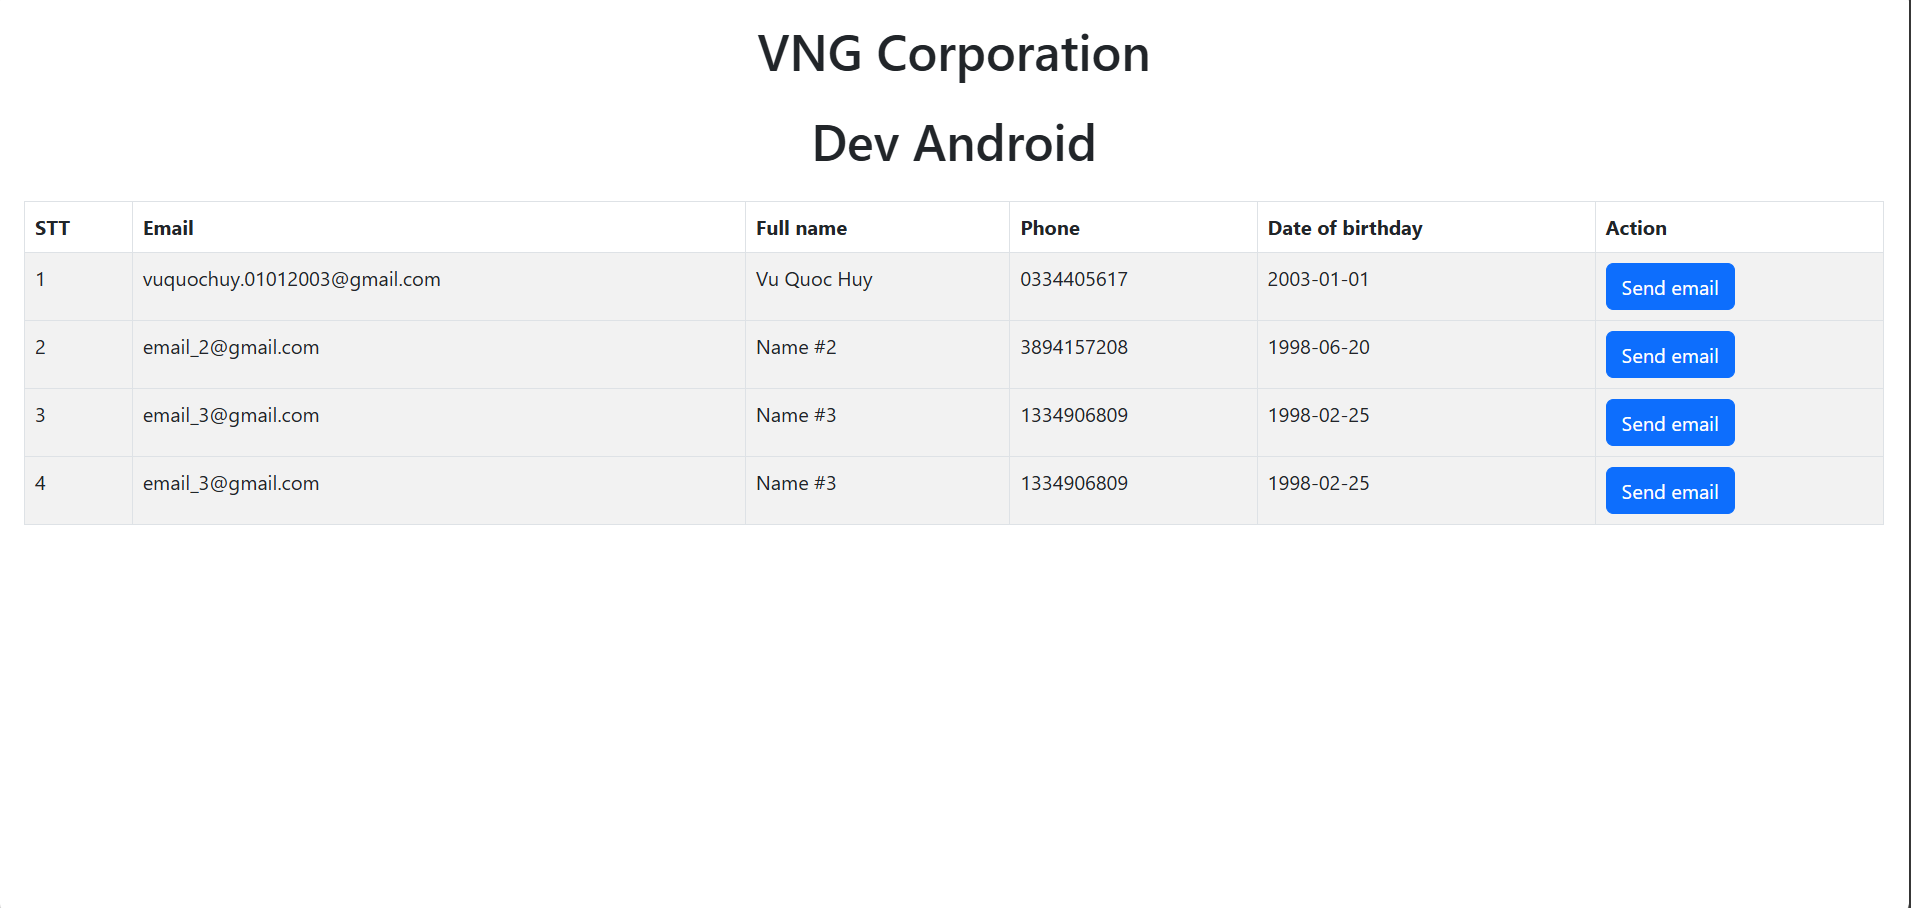 VNG Corporation
Dev Android
STT Email Full name Phone Date of birthday Action
1 vuquochuy.01012003@gmail.com Vu Quoc Huy 0334405617 2003-01-01 Send email
2 email_2@gmail.com Name #2 3894157208 1998-06-20 Send email
3 email_3@gmail.com Name #3 1334906809 1998-02-25 Send email
4 email_3@gmail.com Name #3 1334906809 1998-02-25 Send email